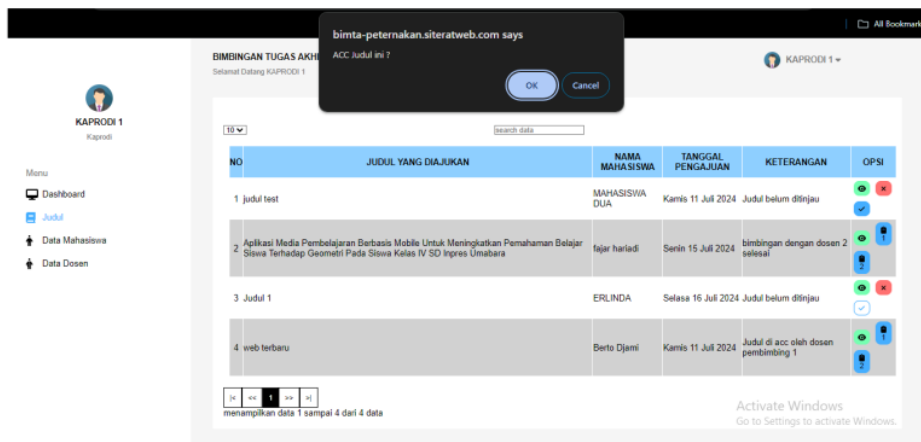 All Bookmark
bimta-peternakan.siteratweb.com says
ACC Judul ini ?
OK
Cancel
BIMBINGAN TUGAS AKHI
Selamat Datang KAPRODI 1
KAPRODI 1
KAPRODI 1
Kaprodi
Menu
Dashboard
Judul
Data Mahasiswa
Data Dosen
10
search data
NO JUDUL YANG DIAJUKAN NAMA MAHASISWA TANGGAL PENGAJUAN KETERANGAN OPSI
1 judul test MAHASISWA DUA Kamis 11 Juli 2024 Judul belum ditinjau
2 Aplikasi Media Pembelajaran Berbasis Mobile Untuk Meningkatkan Pemahaman Belajar
Siswa Terhadap Geometri Pada Siswa Kelas IV SD Inpres Umabara
fajar hariadi Senin 15 Juli 2024 bimbingan dengan dosen 2 selesai 1 2
3 Judul 1 ERLINDA Selasa 16 Juli 2024 Judul belum ditinjau
4 web terbaru Berto Djami Kamis 11 Juli 2024 Judul di acc oleh dosen pembimbing 1 1 2
|< << 1 >> >|
menampilkan data 1 sampai 4 dari 4 data
Activate Windows
Go to Settings to activate Windows.